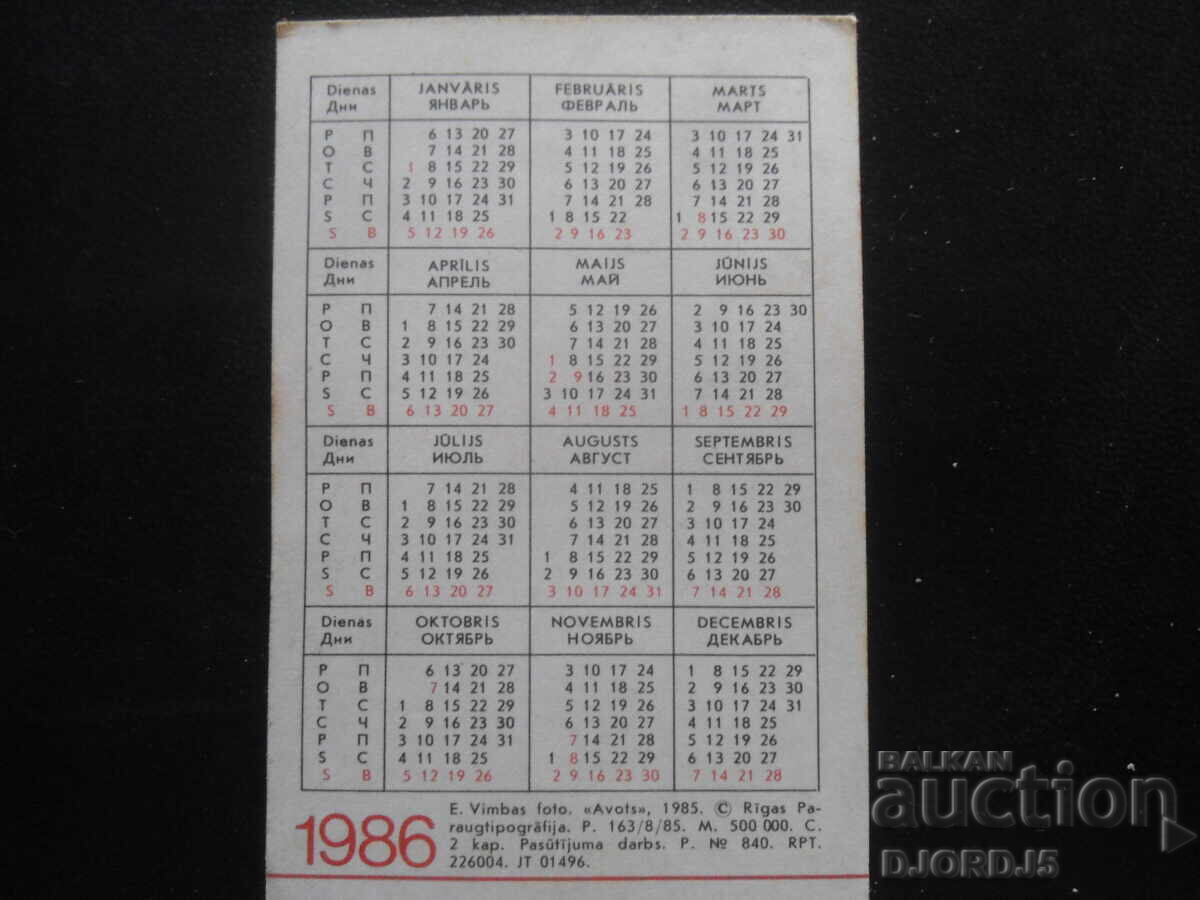 Dienas JANVĀRIS FEBRUĀRIS MARTS
Дни ЯНВАРЬ ФЕВРАЛЬ МАРТ
P П 6 13 20 27 3 10 17 24 3 10 17 24 31
O В 7 14 21 28 4 11 18 25 4 11 18 25
T С 1 8 15 22 29 5 12 19 26 5 12 19 26
C Ч 2 9 16 23 30 6 13 20 27 6 13 20 27
P П 3 10 17 24 31 7 14 21 28 7 14 21 28
S С 4 11 18 25 1 8 15 22 1 8 15 22 29
S В 5 12 19 26 2 9 16 23 2 9 16 23 30
Dienas APRĪLIS MAIJS JŪNIJS
Дни АПРЕЛЬ МАЙ ИЮНЬ
P П 7 14 21 28 5 12 19 26 2 9 16 23 30
O В 1 8 15 22 29 6 13 20 27 3 10 17 24
T С 2 9 16 23 30 7 14 21 28 4 11 18 25
C Ч 3 10 17 24 1 8 15 22 29 5 12 19 26
P П 4 11 18 25 2 9 16 23 30 6 13 20 27
S С 5 12 19 26 3 10 17 24 31 7 14 21 28
S В 6 13 20 27 4 11 18 25 1 8 15 22 29
Dienas JŪLIJS AUGUSTS SEPTEMBRIS
Дни ИЮЛЬ АВГУСТ СЕНТЯБРЬ
P П 7 14 21 28 4 11 18 25 1 8 15 22 29
O В 1 8 15 22 29 5 12 19 26 2 9 16 23 30
T С 2 9 16 23 30 6 13 20 27 3 10 17 24
C Ч 3 10 17 24 31 7 14 21 28 4 11 18 25
P П 4 11 18 25 1 8 15 22 29 5 12 19 26
S С 5 12 19 26 2 9 16 23 30 6 13 20 27
S В 6 13 20 27 3 10 17 24 31 7 14 21 28
Dienas OKTOBRIS NOVEMBRIS DECEMBRIS
Дни ОКТЯБРЬ НОЯБРЬ ДЕКАБРЬ
P П 6 13 20 27 3 10 17 24 1 8 15 22 29
O В 7 14 21 28 4 11 18 25 2 9 16 23 30
T С 1 8 15 22 29 5 12 19 26 3 10 17 24 31
C Ч 2 9 16 23 30 6 13 20 27 4 11 18 25
P П 3 10 17 24 31 7 14 21 28 5 12 19 26
S С 4 11 18 25 1 8 15 22 29 6 13 20 27
S В 5 12 19 26 2 9 16 23 30 7 14 21 28
1986
E. Vimbas foto. «Avots», 1985. © Rīgas Pa-
raugtipogrāfija. P. 163/8/85. M. 500 000. C.
2 kap. Pasūtījuma darbs. P. № 840. RPT.
226004. JT 01496.
BALKAN
auction
DJORDJ5